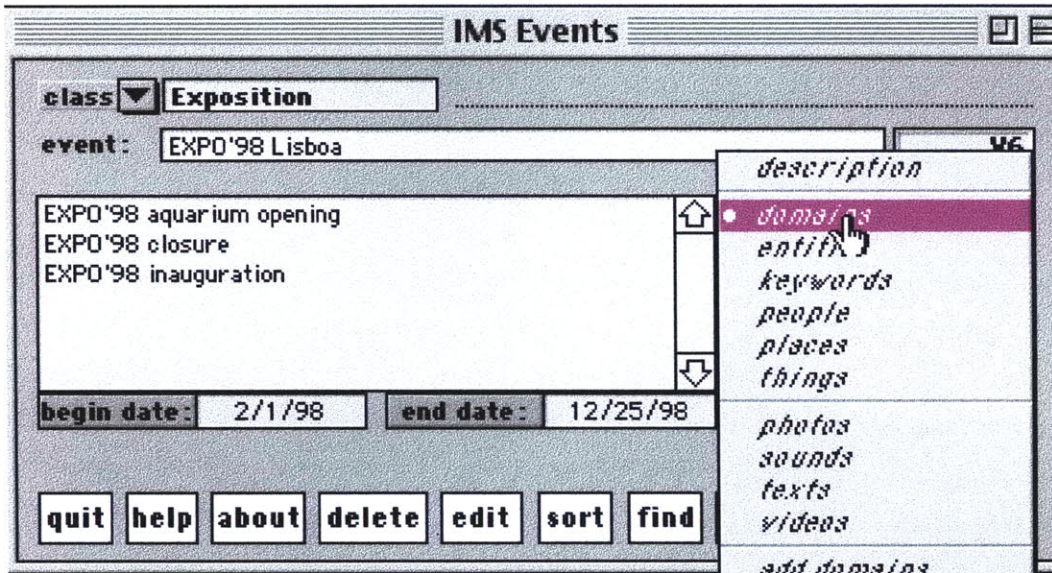 IMS Events
class Exposition
event: EXPO'98 Lisboa
V6
description
EXPO'98 aquarium opening
EXPO'98 closure
EXPO'98 inauguration
domains
keywords
people
places
things
begin date: 2/1/98 end date: 12/25/98
photos
sounds
texts
videos
quit help about delete edit sort find
add domains